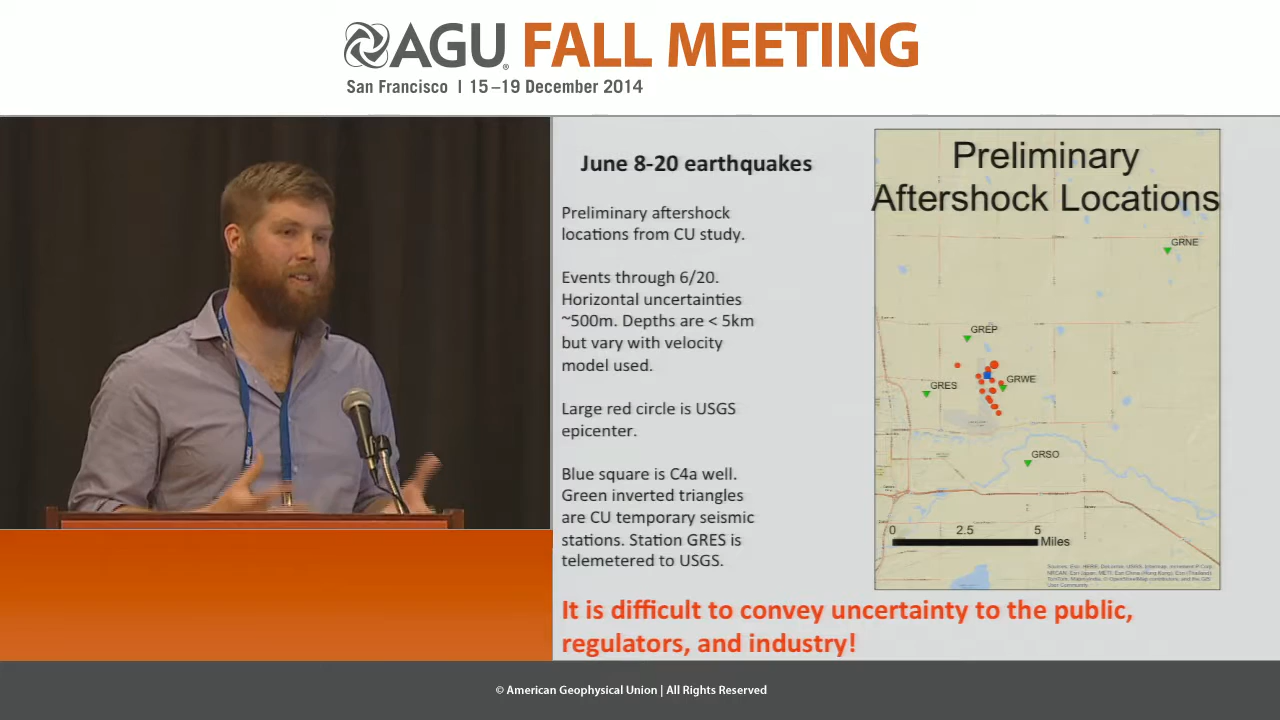 AGU FALL MEETING
San Francisco | 15–19 December 2014
June 8-20 earthquakes
Preliminary aftershock
locations from CU study.
Events through 6/20.
Horizontal uncertainties
~500m. Depths are < 5km
but vary with velocity
model used.
Large red circle is USGS
epicenter.
Blue square is C4a well.
Green inverted triangles
are CU temporary seismic
stations. Station GRES is
telemetered to USGS.
Preliminary
Aftershock Locations
GRNE
GREP
GRWE
GRES
GRSO
0 2.5 5
Miles
It is difficult to convey uncertainty to the public,
regulators, and industry!
© American Geophysical Union | All Rights Reserved